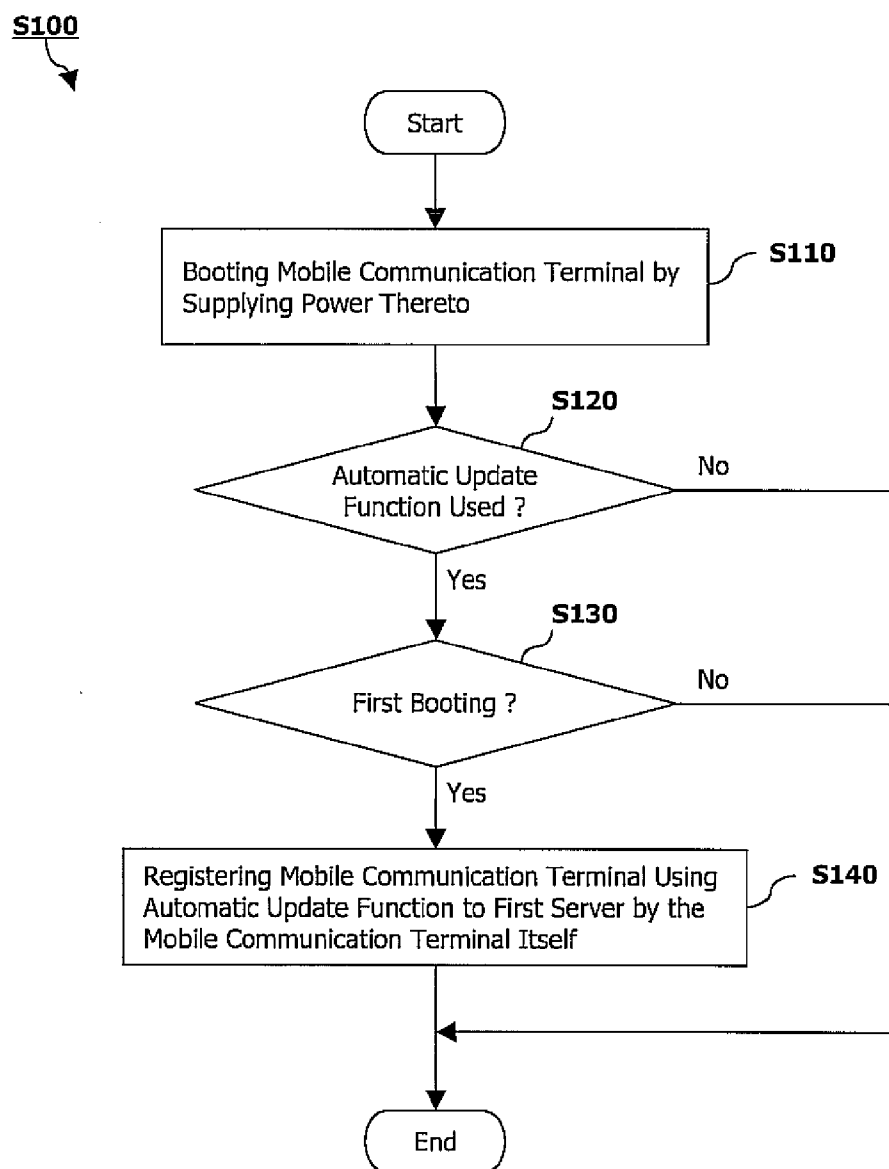 S100
Start
Booting Mobile Communication Terminal by
Supplying Power Thereto
S110
S120
Automatic Update
Function Used ?
No
Yes
S130
First Booting ?
No
Yes
Registering Mobile Communication Terminal Using
Automatic Update Function to First Server by the
Mobile Communication Terminal Itself
S140
End